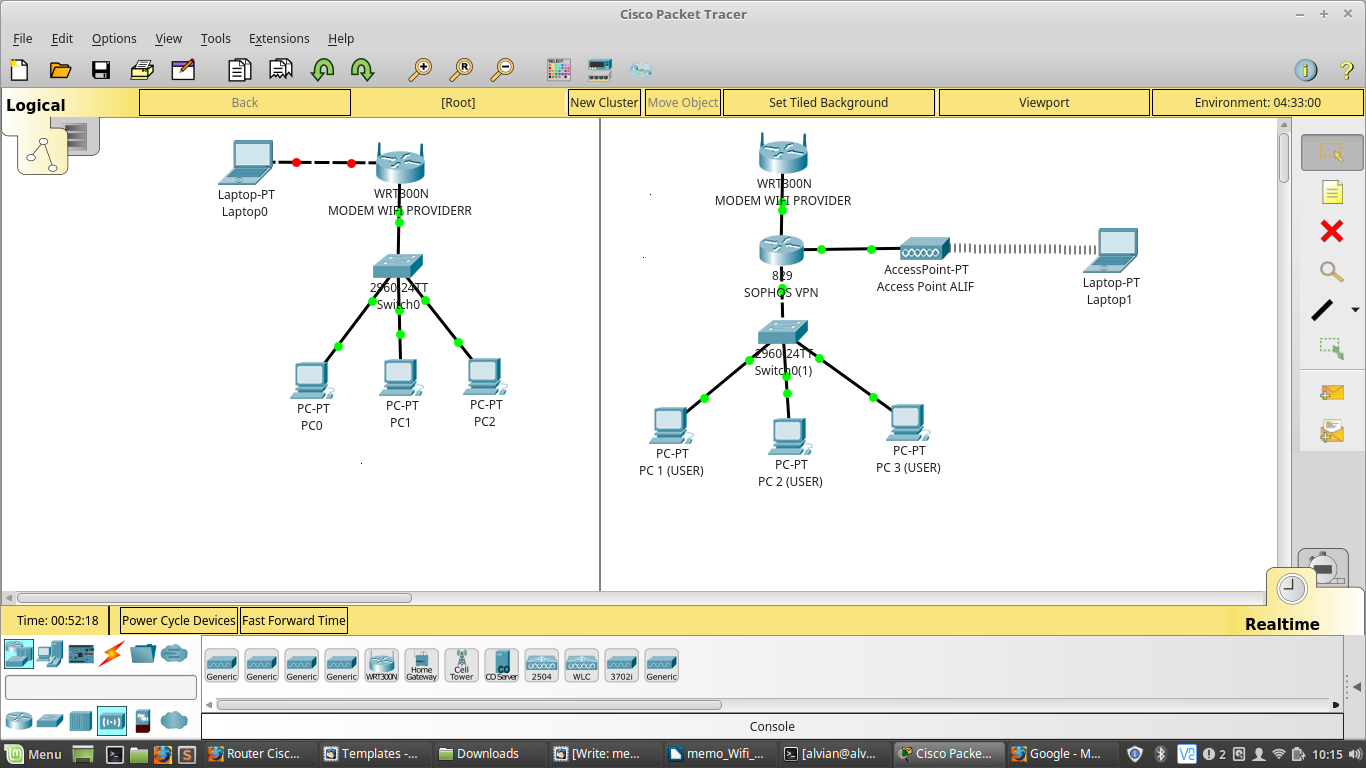 Cisco Packet Tracer
File Edit Options View Tools Extensions Help
Logical
Back
[Root]
New Cluster
Move Object
Set Tiled Background
Viewport
Environment: 04:33:00
Laptop-PT
Laptop0
WRT300N
MODEM WIFI PROVIDERR
2960-24TT
Switch0
PC-PT
PC0
PC-PT
PC1
PC-PT
PC2
WRT300N
MODEM WIFI PROVIDER
829
SOPHOS VPN
AccessPoint-PT
Access Point ALIF
Laptop-PT
Laptop1
2960-24TT
Switch0(1)
PC-PT
PC 1 (USER)
PC-PT
PC 2 (USER)
PC-PT
PC 3 (USER)
Time: 00:52:18
Power Cycle Devices
Fast Forward Time
Realtime
Generic
Generic
Generic
Generic
WRT300N
Home Gateway
Cell Tower
CO Server
2504
WLC
3702i
Generic
Console
Menu
Router Cisc...
Templates -...
Downloads
[Write: me...
memo_Wifi_...
[alvian@alv...
Cisco Packe...
Google - M...
2
10:15